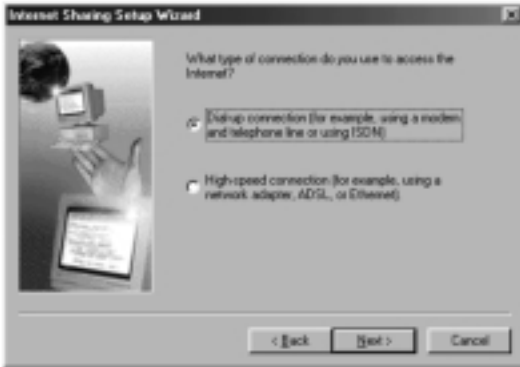 Internet Sharing Setup Wizard
What type of connection do you use to access the
Internet?
Dial-up connection (for example, using a modem
and telephone line or using ISDN)
High-speed connection (for example, using a
network adapter, ADSL, or Ethernet)
< Back
Next >
Cancel